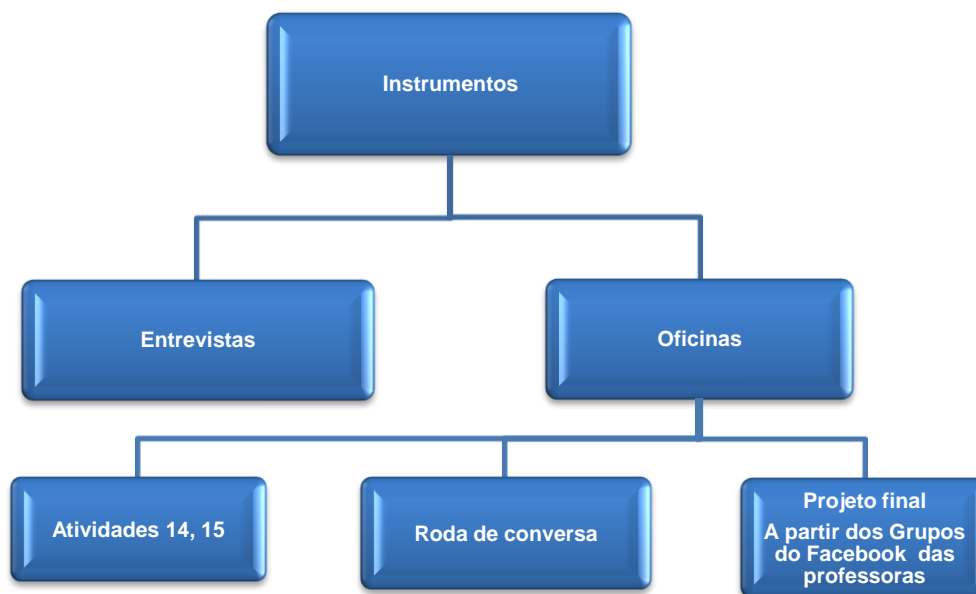 Instrumentos
Entrevistas
Oficinas
Atividades 14, 15
Roda de conversa
Projeto final
A partir dos Grupos
do Facebook das
professoras